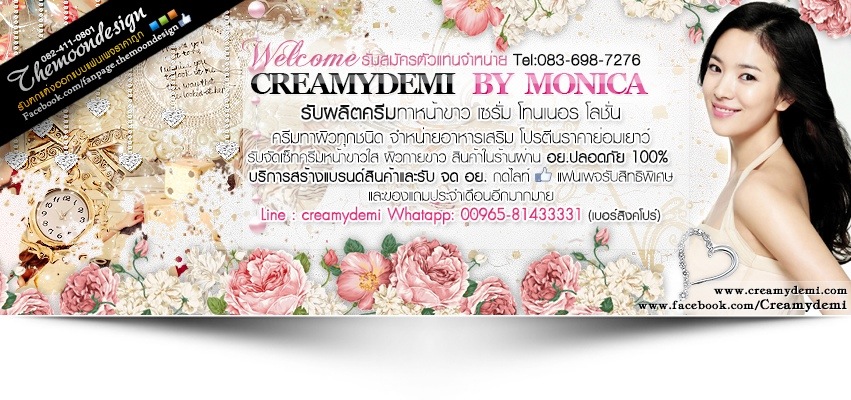 082-411-0901
Themoondesign
รับตกแต่งออกแบบแฟนเพจราคาถูก
Facebook.com/fanpage.themoondesign
Welcome รับสมัครตัวแทนจำหน่าย Tel:083-698-7276
CREAMYDEMI BY MONICA
รับผลิตครีมทาหน้าขาว เซรั่ม โทนเนอร โลชั่น
ครีมทาผิวทุกชนิด จำหน่ายอาหารเสริม โปรตีนราคาย่อมเยาว์
รับจัดเซ็ทครีมหน้าขาวใส ผิวกายขาว สินค้าในร้านผ่าน อย.ปลอดภัย 100%
บริการสร้างแบรนด์สินค้าและรับ จด อย. กดไลท์ แฟนเพจรับสิทธิพิเศษ
และของแถมประจำเดือนอีกมากมาย
Line : creamydemi Whatapp: 00965-81433331 (เบอร์สิงคโปร์)
www.creamydemi.com
www.facebook.com/Creamydemi